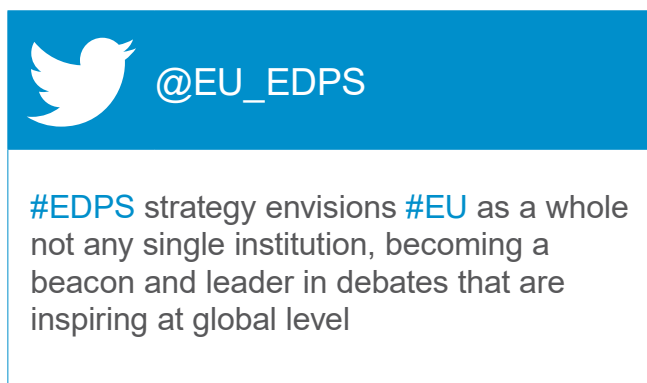 @EU_EDPS
#EDPS strategy envisions #EU as a whole
not any single institution, becoming a
beacon and leader in debates that are
inspiring at global level